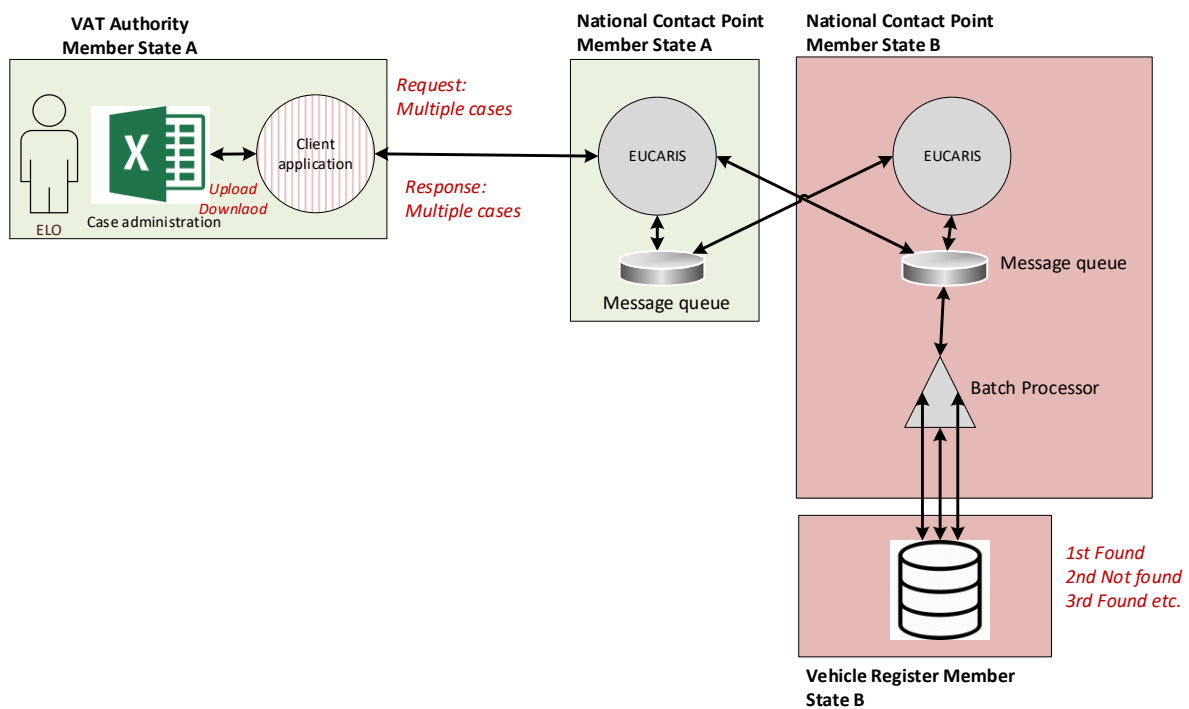 VAT Authority
Member State A
National Contact Point
Member State A
National Contact Point
Member State B
Request:
Multiple cases
X
Client
application
EUCARIS
EUCARIS
Upload
Downlaod
Response:
Multiple cases
ELO
Case administration
Message queue
Message queue
Batch Processor
1st Found
2nd Not found
3rd Found etc.
Vehicle Register Member
State B